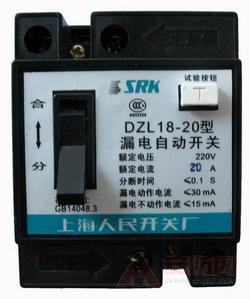 SRK
试验按钮
T
合
分
DZL18-20型
漏电自动开关
额定电压 220V
额定电流 20 A
分断时间 ≤0.1 S
漏电动作电流 ≤30 mA
漏电不动作电流 ≤15 mA
GB14048.3
上海人民开关厂